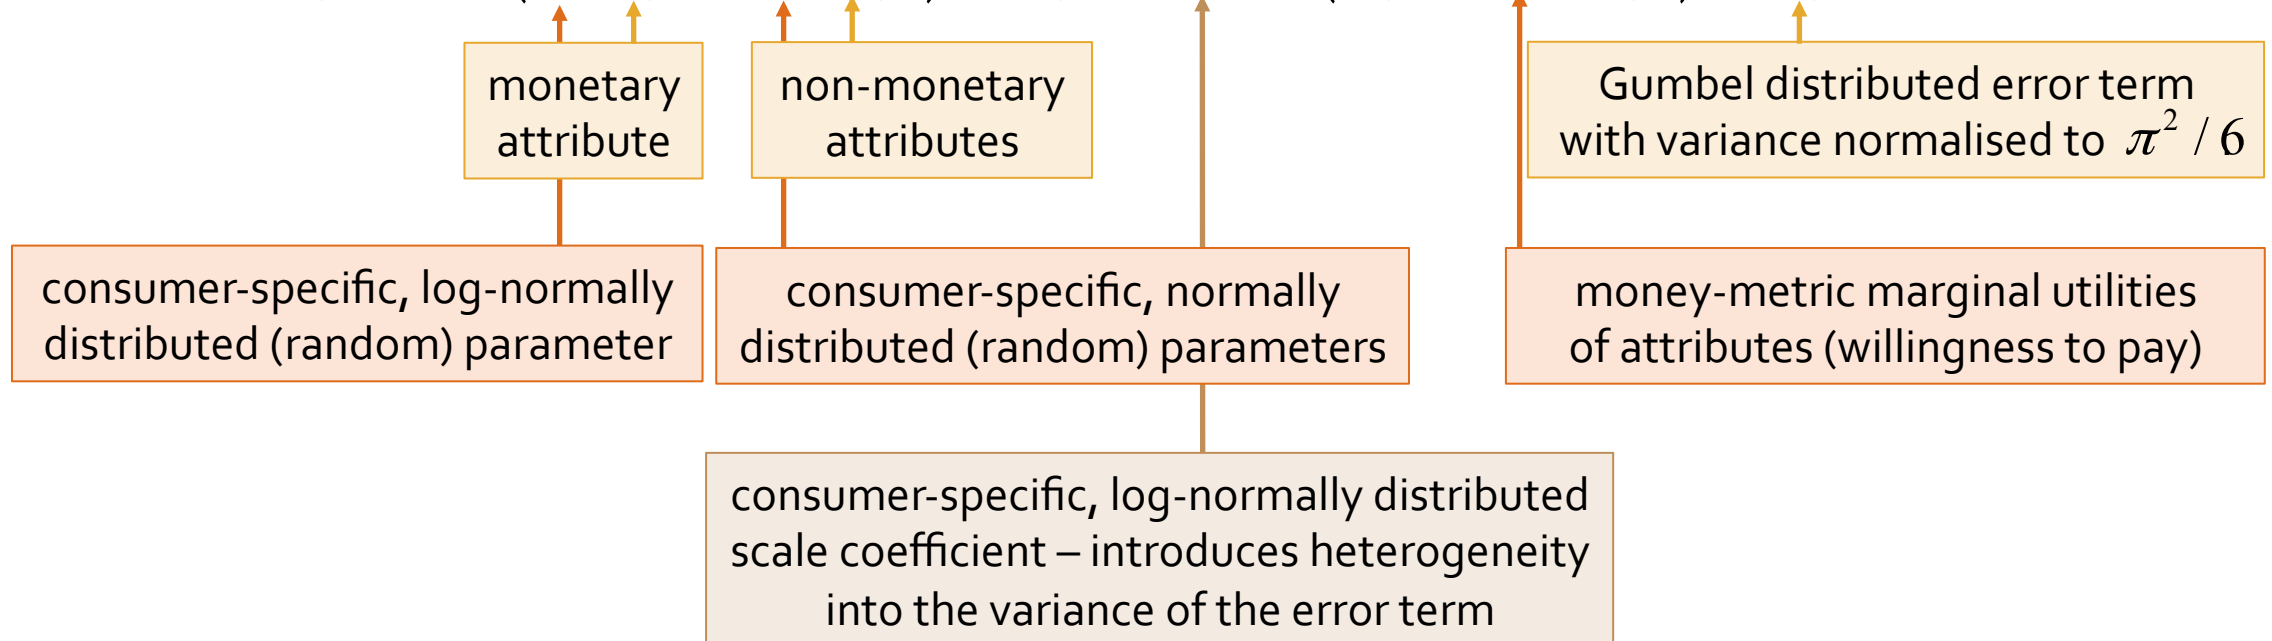 monetary
attribute
non-monetary
attributes
Gumbel distributed error term
with variance normalised to π² / 6
consumer-specific, log-normally
distributed (random) parameter
consumer-specific, normally
distributed (random) parameters
money-metric marginal utilities
of attributes (willingness to pay)
consumer-specific, log-normally distributed
scale coefficient – introduces heterogeneity
into the variance of the error term